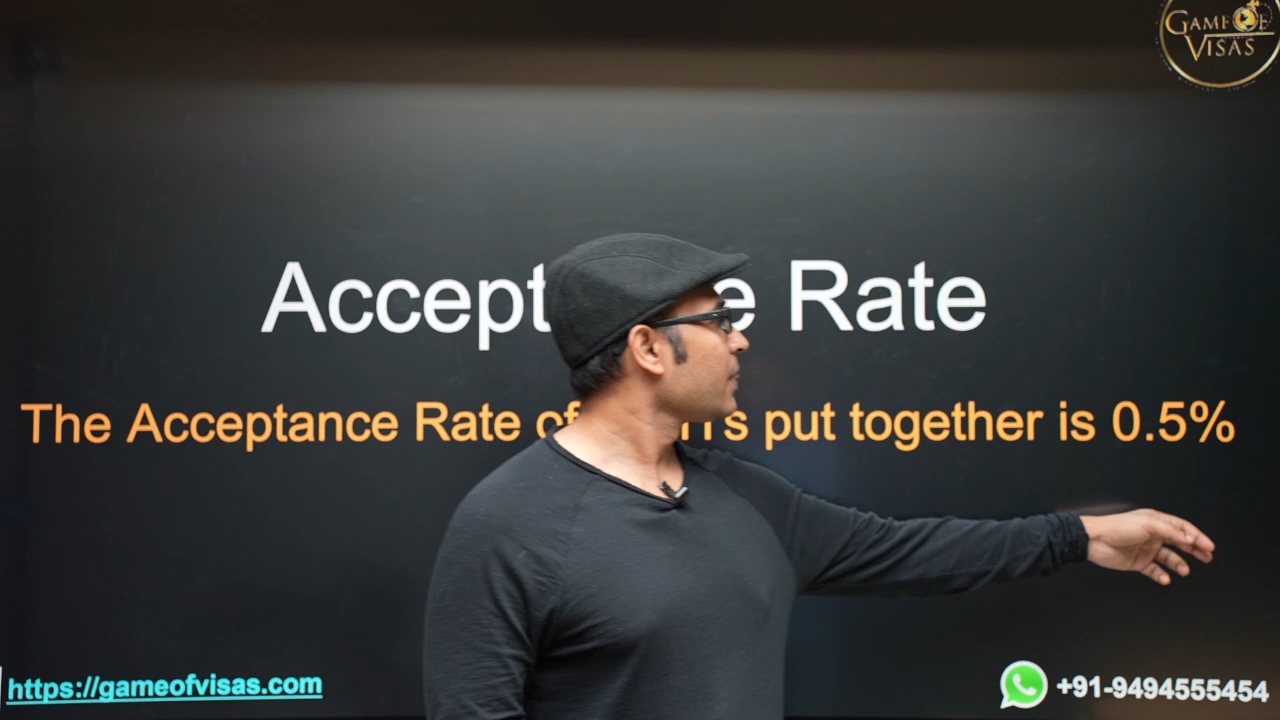 GAME OF
VISAS
Accept e Rate
The Acceptance Rate of s put together is 0.5%
https://gameofvisas.com
+91-9494555454